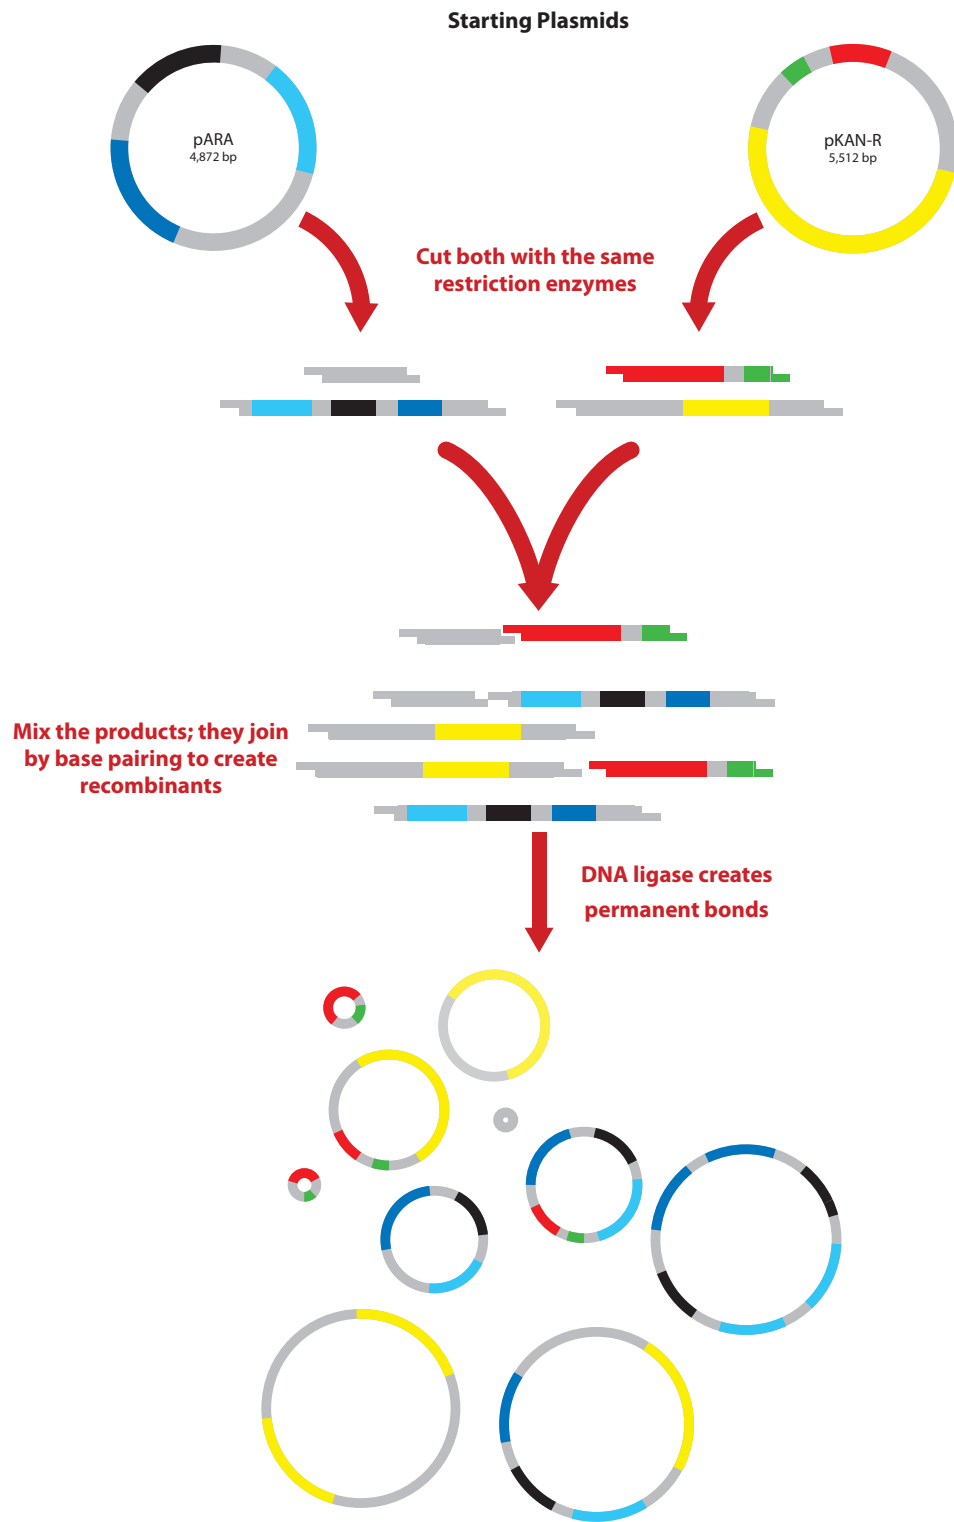 Starting Plasmids
pARA
4,872 bp
pKAN-R
5,512 bp
Cut both with the same
restriction enzymes
Mix the products; they join
by base pairing to create
recombinants
DNA ligase creates
permanent bonds